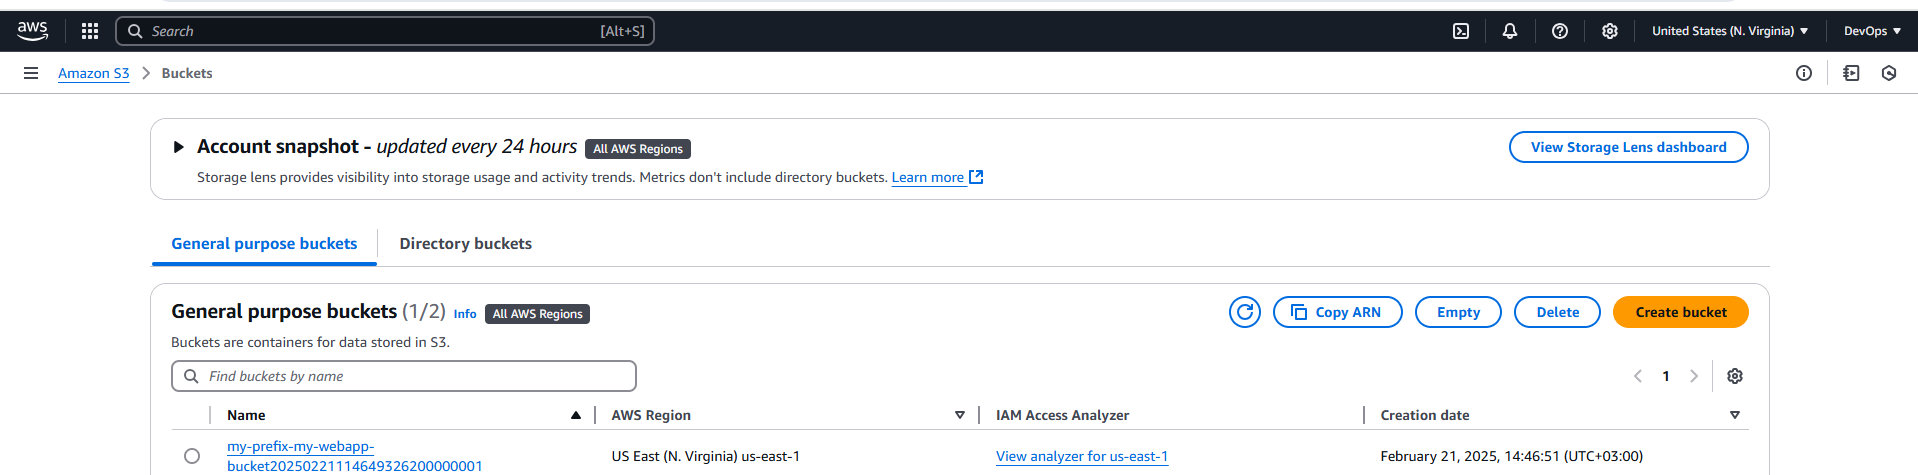 aws
Search [Alt+S] United States (N. Virginia) DevOps
Amazon S3 Buckets
Account snapshot - updated every 24 hours All AWS Regions View Storage Lens dashboard
Storage lens provides visibility into storage usage and activity trends. Metrics don't include directory buckets. Learn more
General purpose buckets Directory buckets
General purpose buckets (1/2) Info All AWS Regions Copy ARN Empty Delete Create bucket
Buckets are containers for data stored in S3.
Find buckets by name 1
Name AWS Region IAM Access Analyzer Creation date
my-prefix-my-webapp-
bucket20250221114649326200000001 US East (N. Virginia) us-east-1 View analyzer for us-east-1 February 21, 2025, 14:46:51 (UTC+03:00)